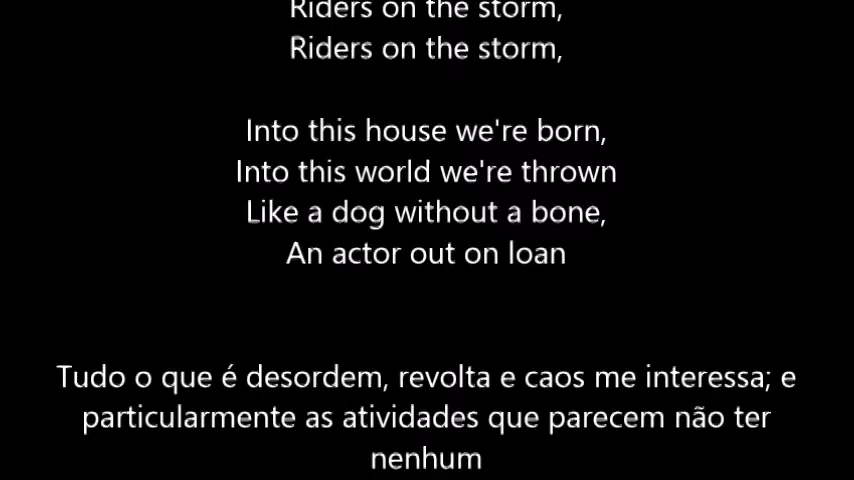 Riders on the storm,
Riders on the storm,
Into this house we're born,
Into this world we're thrown
Like a dog without a bone,
An actor out on loan
Tudo o que é desordem, revolta e caos me interessa; e
particularmente as atividades que parecem não ter
nenhum